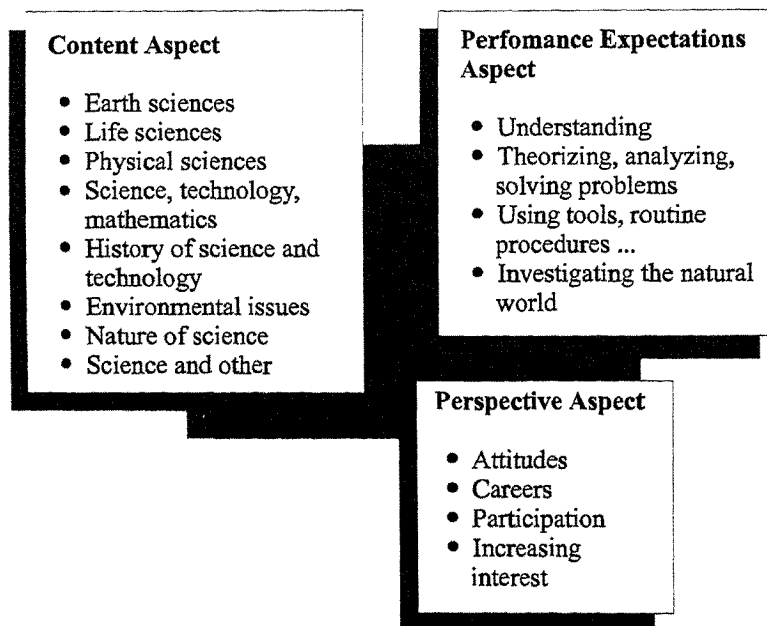 Content Aspect
• Earth sciences
• Life sciences
• Physical sciences
• Science, technology,
mathematics
• History of science and
technology
• Environmental issues
• Nature of science
• Science and other
Perfomance Expectations
Aspect
• Understanding
• Theorizing, analyzing,
solving problems
• Using tools, routine
procedures ...
• Investigating the natural
world
Perspective Aspect
• Attitudes
• Careers
• Participation
• Increasing
interest